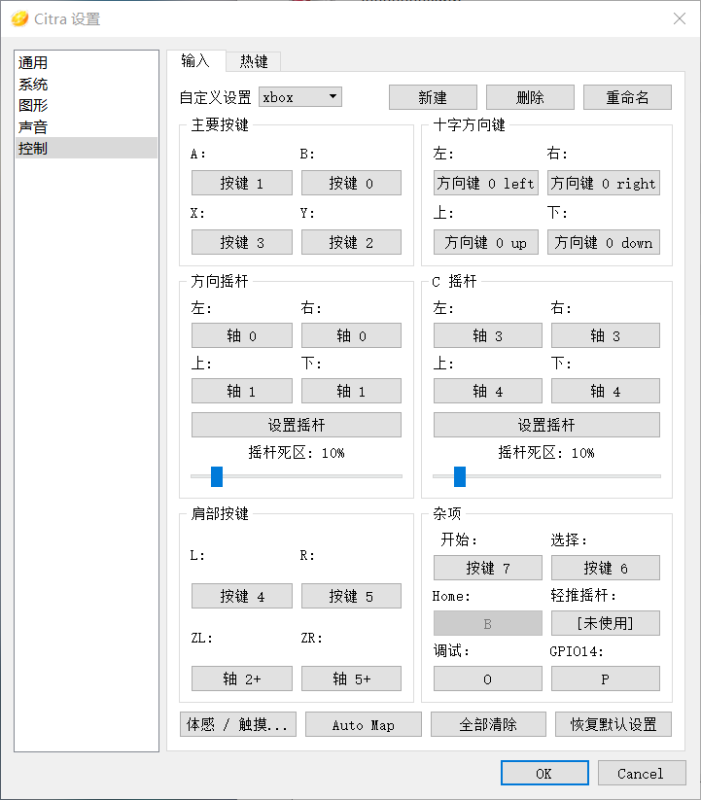 Citra 设置
通用
系统
图形
声音
控制
输入 热键
自定义设置 xbox 新建 删除 重命名
主要按键
A: B:
按键 1 按键 0
X: Y:
按键 3 按键 2
十字方向键
左: 右:
方向键 0 left 方向键 0 right
上: 下:
方向键 0 up 方向键 0 down
方向摇杆
左: 右:
轴 0 轴 0
上: 下:
轴 1 轴 1
设置摇杆
摇杆死区: 10%
C 摇杆
左: 右:
轴 3 轴 3
上: 下:
轴 4 轴 4
设置摇杆
摇杆死区: 10%
肩部按键
L: R:
按键 4 按键 5
ZL: ZR:
轴 2+ 轴 5+
杂项
开始: 选择:
按键 7 按键 6
Home: 轻推摇杆:
B [未使用]
调试: GPIO14:
O P
体感 / 触摸... Auto Map 全部清除 恢复默认设置
OK Cancel